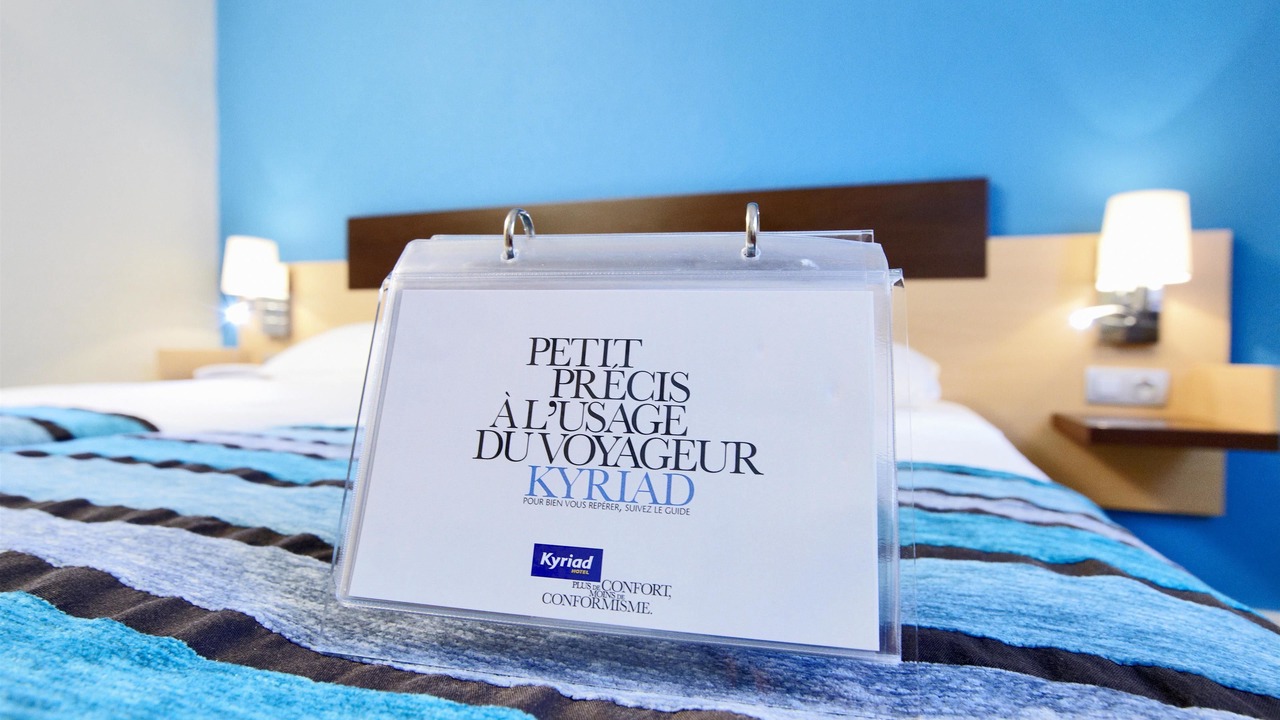 PETIT
PRÉCIS
À L'USAGE
DU VOYAGEUR
KYRIAD
POUR BIEN VOUS REPÉRER, SUIVEZ LE GUIDE
Kyriad
HOTEL
PLUS DE CONFORT,
MOINS DE
CONFORMISME.